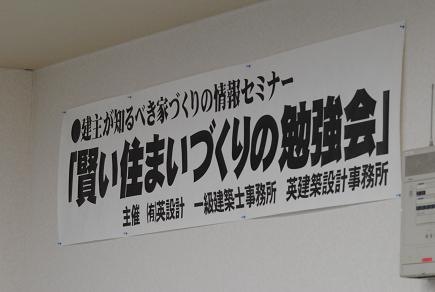 ●建主が知るべき家づくりの情報セミナー
「賢い住まいづくりの勉強会」
主催 (有)英設計 一級建築士事務所 英建築設計事務所